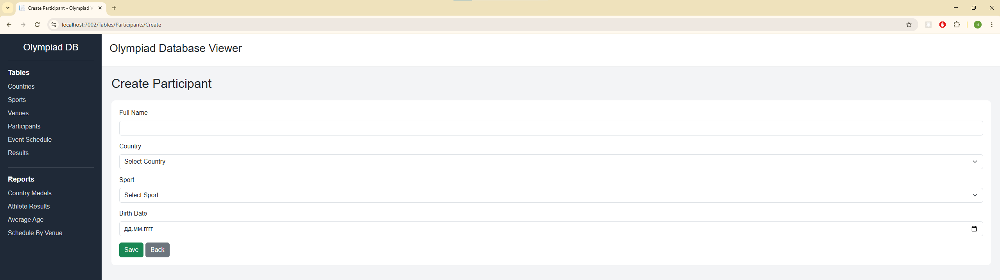 Create Participant - Olympiad V
localhost:7002/Tables/Participants/Create
и
Olympiad DB
Tables
Countries
Sports
Venues
Participants
Event Schedule
Results
Reports
Country Medals
Athlete Results
Average Age
Schedule By Venue
Olympiad Database Viewer
Create Participant
Full Name
Country
Select Country
Sport
Select Sport
Birth Date
дд.мм.гггг
Save Back